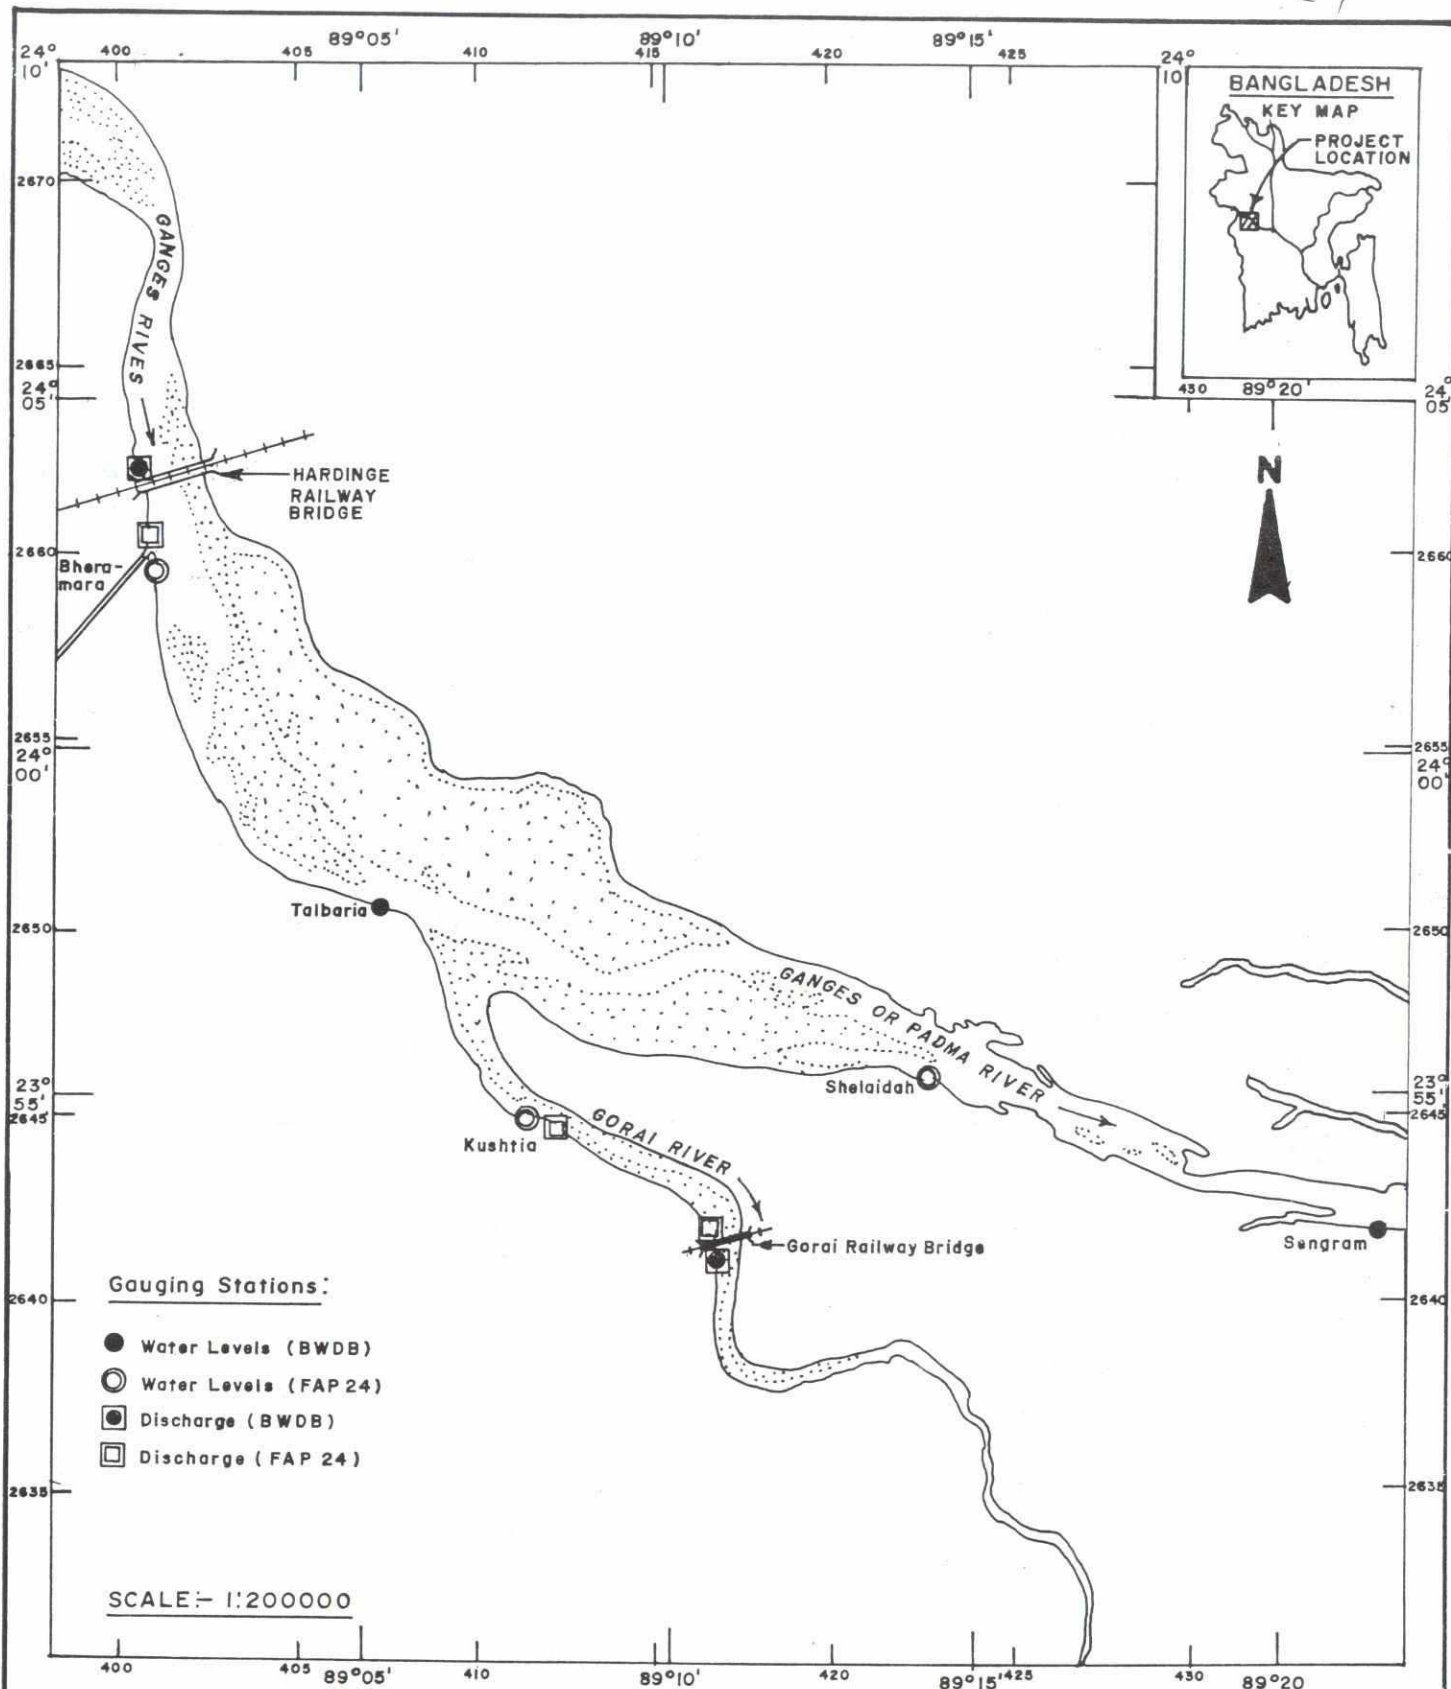 89°05' 89°10' 89°15'
24° 400 405 410 415 420 425 24°
10' 10'
BANGLADESH
KEY MAP
PROJECT
LOCATION
2670
GANGES RIVES
2665
24°
05'
430 89°20'
24°
05'
N
HARDINGE
RAILWAY
BRIDGE
2660 2660
Bhera-
mara
2655 2655
24° 24°
00' 00'
Talbaria
2650 2650
GANGES OR PADMA RIVER
23° 23°
55' 55'
2645 2645
Shelaidah
Kushtia
GORAI RIVER
Gorai Railway Bridge
Sengram
Gauging Stations:
2640 2640
Water Levels (BWDB)
Water Levels (FAP 24)
Discharge (BWDB)
Discharge (FAP 24)
2635 2635
SCALE:- 1:200000
400 405 89°05' 410 89°10' 420 89°15' 425 430 89°20